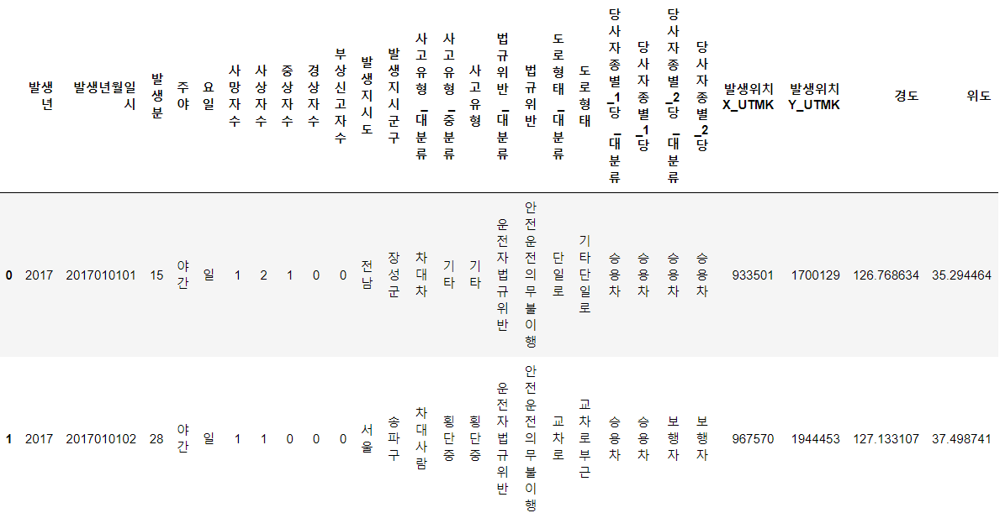 발생년 발생년월일시 발생분 주야 요일 사망자수 사상자수 중상자수 경상자수 부상신고자수 발생지시도 발생지시군구 사고유형_대분류 사고유형_중분류 사고유형 법규위반_대분류 법규위반 도로형태_대분류 도로형태 당사자종별_1당_대분류 당사자종별_1당 당사자종별_2당_대분류 당사자종별_2당 발생위치X_UTMK 발생위치Y_UTMK 경도 위도
0 2017 2017010101 15 야간 일 1 2 1 0 0 전남 장성군 차대차 기타 기타 운전자법규위반 안전운전의무불이행 단일로 기타단일로 승용차 승용차 승용차 승용차 933501 1700129 126.768634 35.294464
1 2017 2017010102 28 야간 일 1 1 0 0 0 서울 송파구 차대사람 횡단중 횡단중 운전자법규위반 안전운전의무불이행 교차로 교차로부근 승용차 승용차 보행자 보행자 967570 1944453 127.133107 37.498741